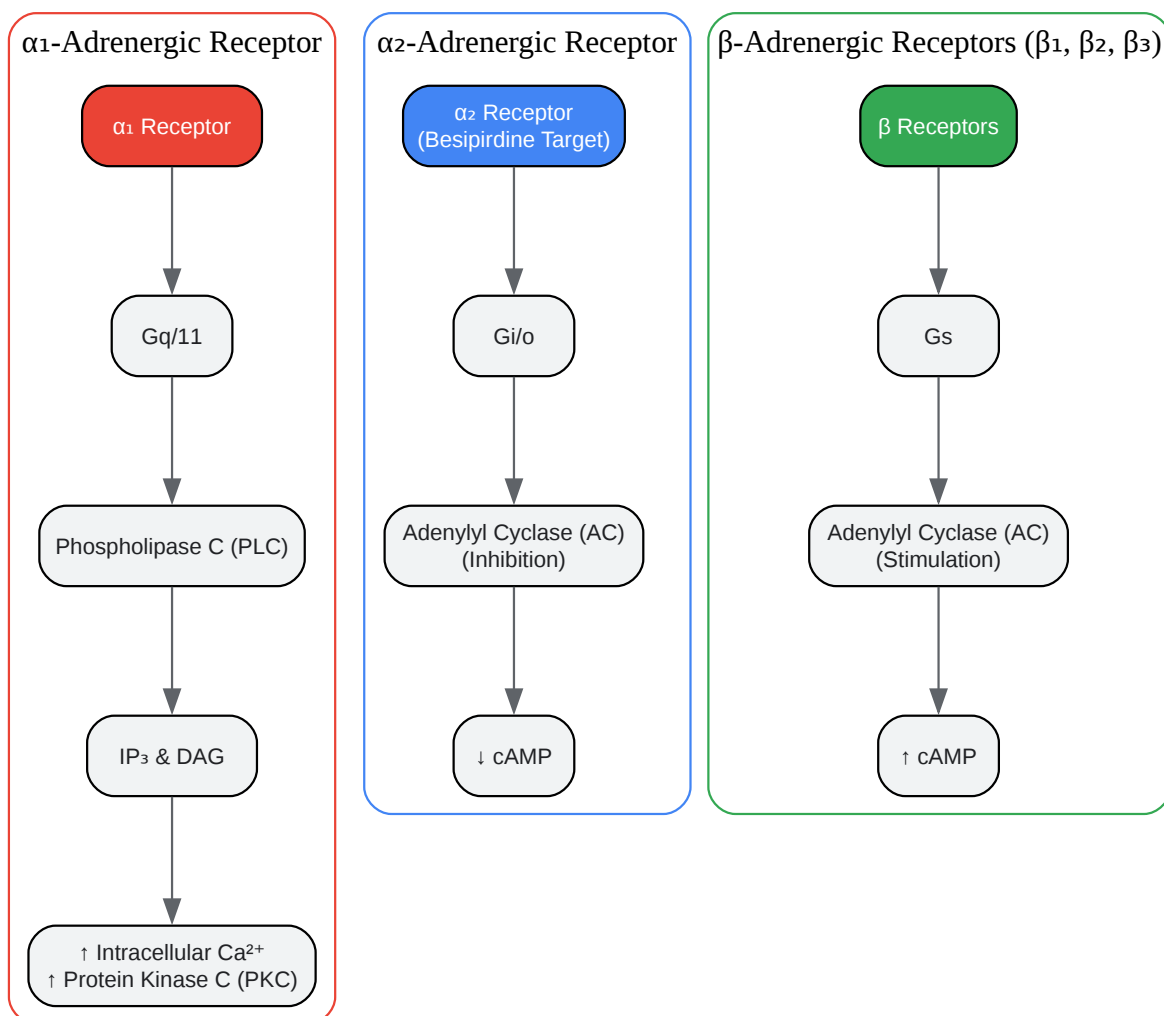 α₁-Adrenergic Receptor
α₁ Receptor
Gq/11
Phospholipase C (PLC)
IP₃ & DAG
↑ Intracellular Ca²⁺
↑ Protein Kinase C (PKC)
α₂-Adrenergic Receptor
α₂ Receptor
(Besipirdine Target)
Gi/o
Adenylyl Cyclase (AC)
(Inhibition)
↓ cAMP
β-Adrenergic Receptors (β₁, β₂, β₃)
β Receptors
Gs
Adenylyl Cyclase (AC)
(Stimulation)
↑ cAMP